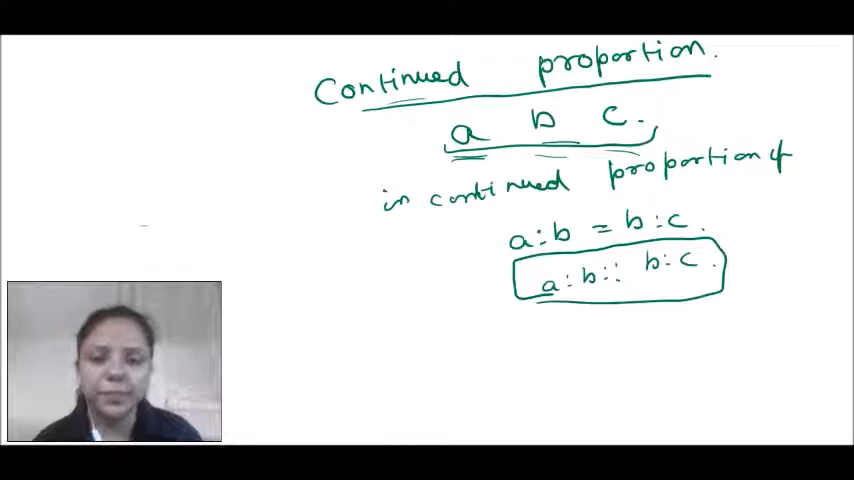 Continued proportion.
a b c.
in continued proportion if
a:b = b:c.
a:b:: b:c.